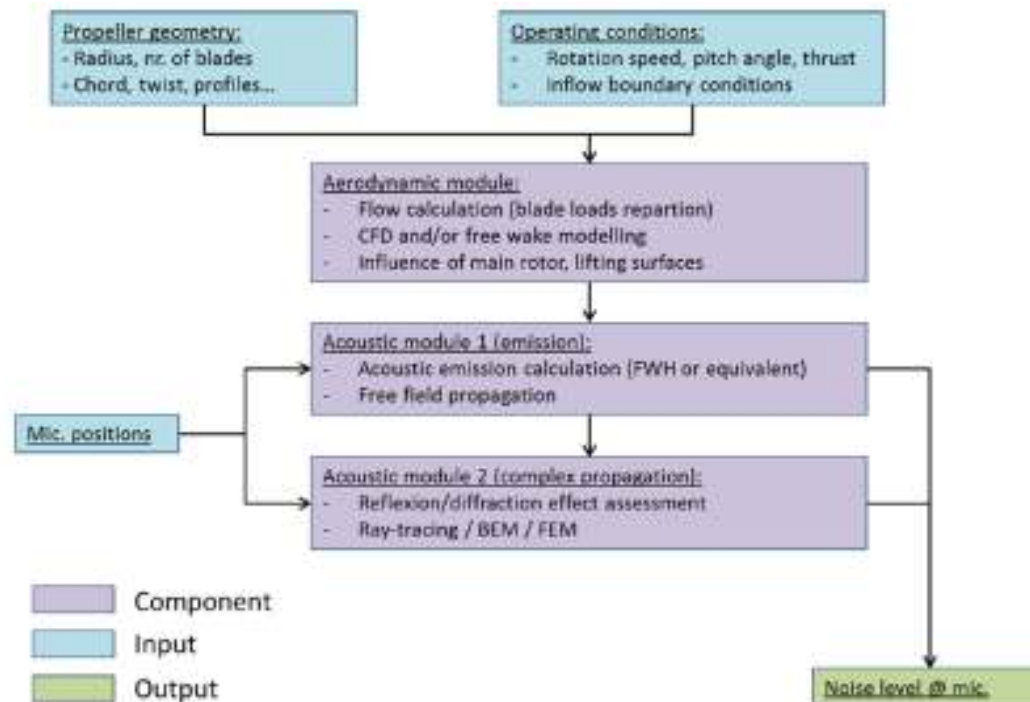 Propeller geometry:
- Radius, nr. of blades
- Chord, twist, profiles...
Operating conditions:
- Rotation speed, pitch angle, thrust
- Inflow boundary conditions
Aerodynamic module:
- Flow calculation (blade loads repartion)
- CFD and/or free wake modelling
- Influence of main rotor, lifting surfaces
Acoustic module 1 (emission):
- Acoustic emission calculation (FWH or equivalent)
- Free field propagation
Mic. positions
Acoustic module 2 (complex propagation):
- Reflexion/diffraction effect assessment
- Ray-tracing / BEM / FEM
Component
Input
Output
Noise level @ mic.